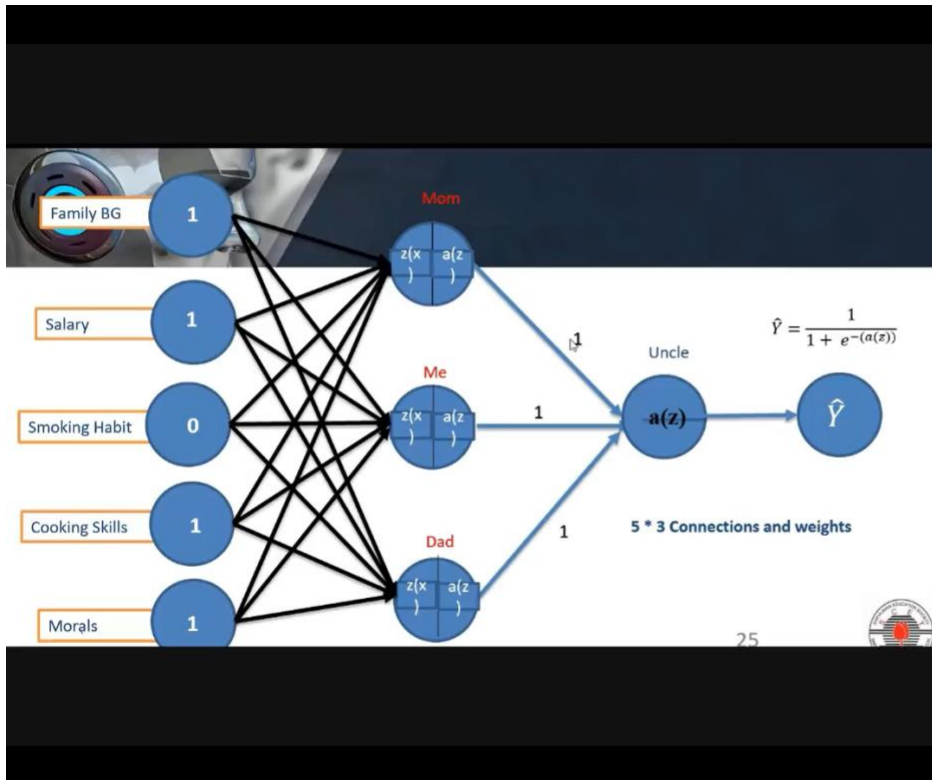 Mom
Family BG
1
z(x
)
a(z
)
Salary
1
Ŷ = 1 / (1 + e^-(a(z)))
1
Uncle
Me
Smoking Habit
0
z(x
)
a(z
)
1
a(z)
Ŷ
Cooking Skills
1
5 * 3 Connections and weights
1
Dad
z(x
)
a(z
)
Morals
1
25
S C E T